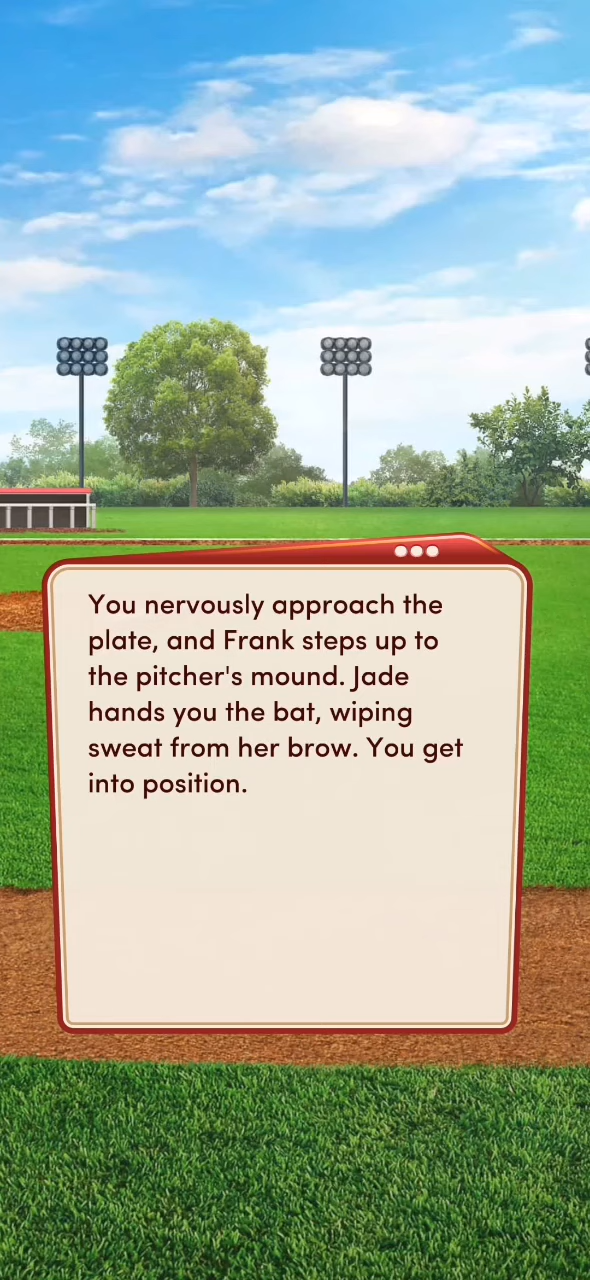 You nervously approach the
plate, and Frank steps up to
the pitcher's mound. Jade
hands you the bat, wiping
sweat from her brow. You get
into position.